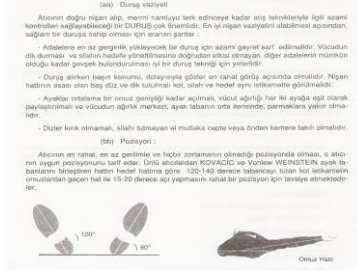 (aa) Duruş vaziyeti
Atıcının doğru nişan alıp, mermi namluyu terk edinceye kadar atış teknikleriyle ilgili azami
kontrolleri sağlayabileceği bir DURUŞ çok önemlidir. En iyi nişan vaziyetini alabilmesi açısından,
sağlam bir duruşa sahip olması için aranan şartlar :
- Adalelere en az gerginlik yükleyecek bir duruş için azami gayret sarf edilmelidir. Vücudun
dik durması ve silahın hedefe yöneltilmesine doğrudan etkisi olmayan diğer adalelerin mümkün
olduğu kadar gevşek bulundurulması iyi bir duruş tekniği için yeterlidir.
- Duruş alırken başın konumu, dolayısıyla gözler en rahat görüş açısında olmalıdır. Nişan
hattının esası olan baş düz ve dik tutulmalı kol, silah ve hedef aynı istikamette görülmelidir.
- Ayaklar ortalama bir omuz genişliği kadar açılmalı, vücut ağırlığı her iki ayağa eşit olarak
paylaştırılmalı ve vücudun ağırlık merkezi, ayak tabanın orta ilerisinde, parmaklara yakın olma-
lıdır.
- Dizler kırık olmamalı, silahı tutmayan el mutlaka cepte veya önden kemere takılı olmalıdır.
(bb) Pozisyon :
Atıcının en rahat, en az gerilimle ve hiçbir zorlamanın olmadığı pozisyonda olması, o atıcı-
nın uygun pozisyonunu tarif eder. Ünlü atıcılardan KOVACİC ve Vonlew WEINSTEIN ayak ta-
banlarını birleştiren hattın hedef hattına göre 120-140 derece tabancayı tutan kol istikametin
omuzlardan geçen hat ile 15-20 derece açı yapmasını rahat bir pozisyon için tavsiye etmektedir-
ler.
120°
60°
Omuz Hattı